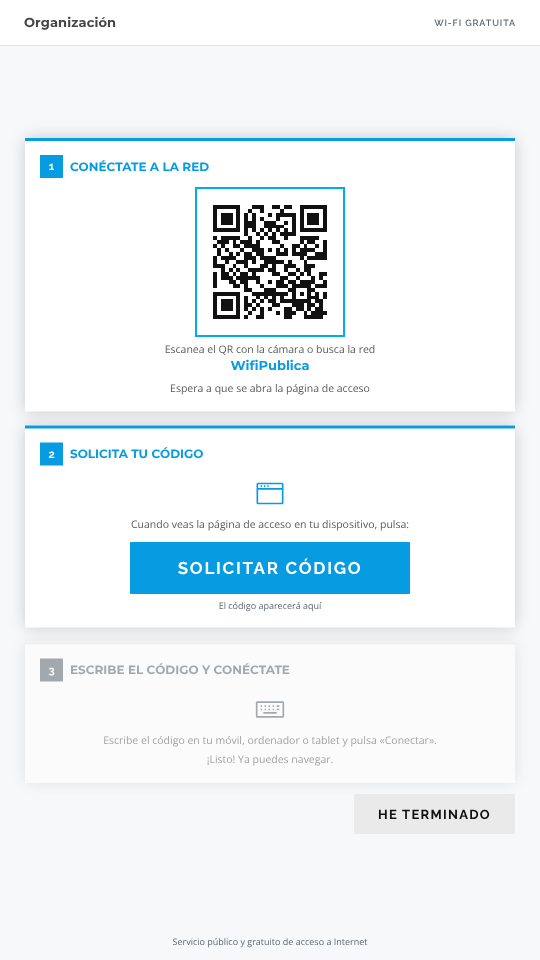 Organización
WI-FI GRATUITA
1 CONÉCTATE A LA RED
Escanea el QR con la cámara o busca la red
WifiPublica
Espera a que se abra la página de acceso
2 SOLICITA TU CÓDIGO
Cuando veas la página de acceso en tu dispositivo, pulsa:
SOLICITAR CÓDIGO
El código aparecerá aquí
3 ESCRIBE EL CÓDIGO Y CONÉCTATE
Escribe el código en tu móvil, ordenador o tablet y pulsa «Conectar».
¡Listo! Ya puedes navegar.
HE TERMINADO
Servicio público y gratuito de acceso a Internet